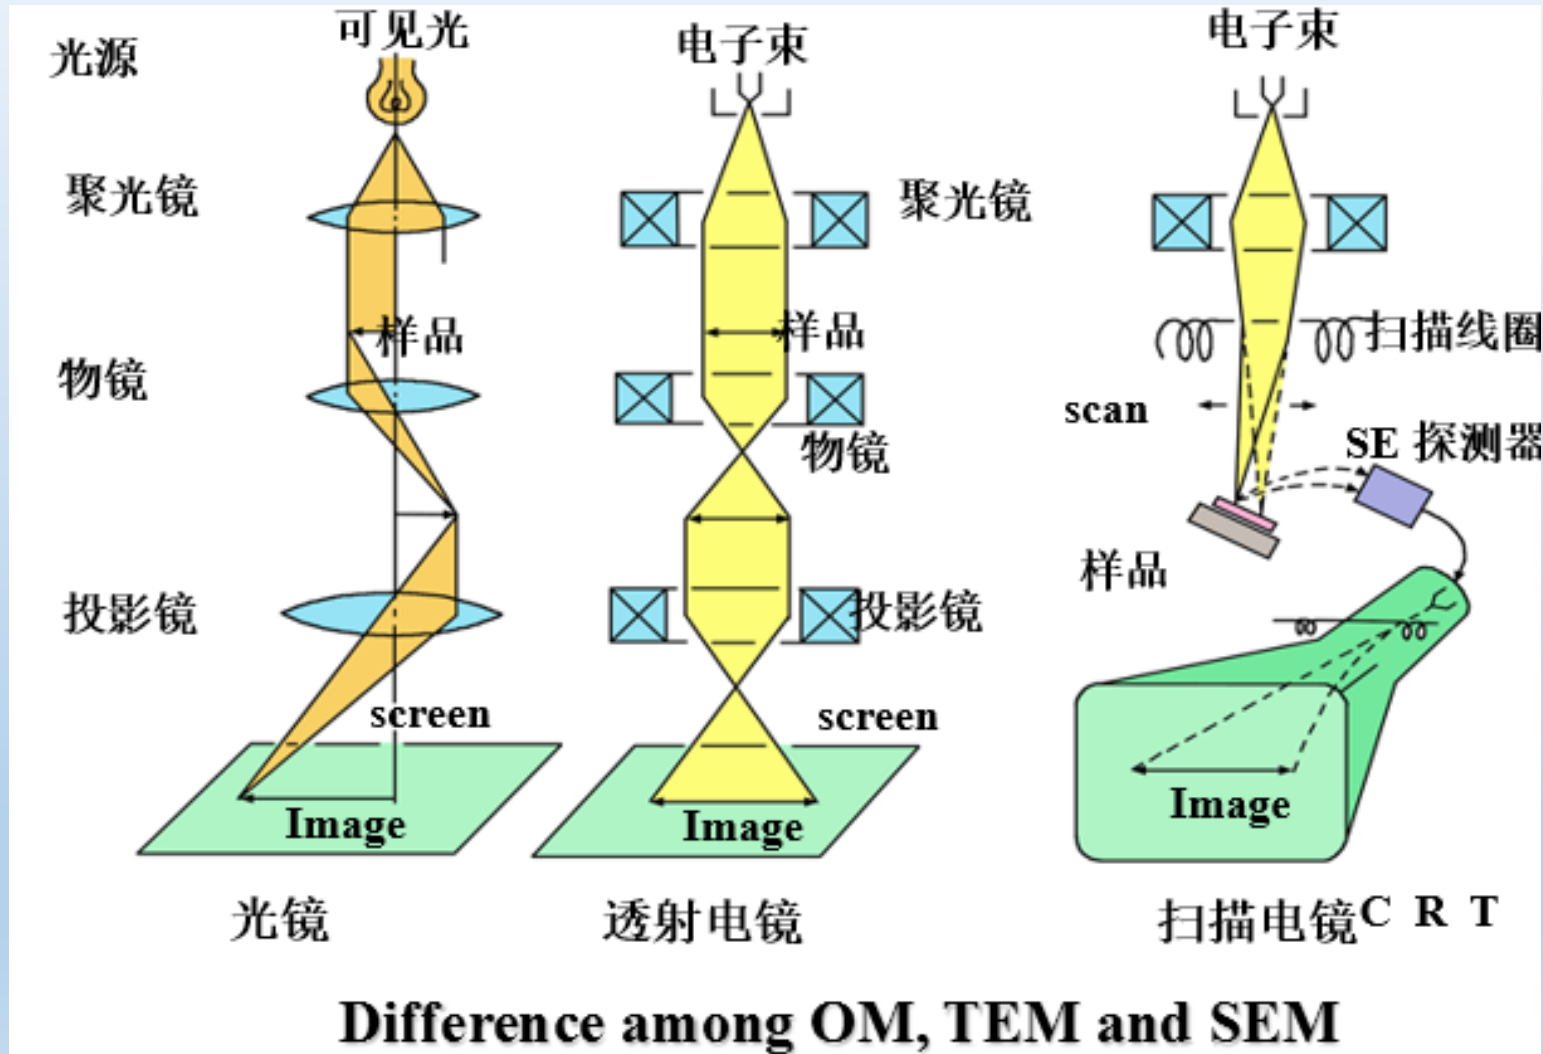 光源
可见光
电子束
电子束
聚光镜
聚光镜
样品
样品
扫描线圈
物镜
scan
物镜
SE 探测器
样品
投影镜
投影镜
screen
screen
Image
Image
Image
光镜
透射电镜
扫描电镜C R T
Difference among OM, TEM and SEM